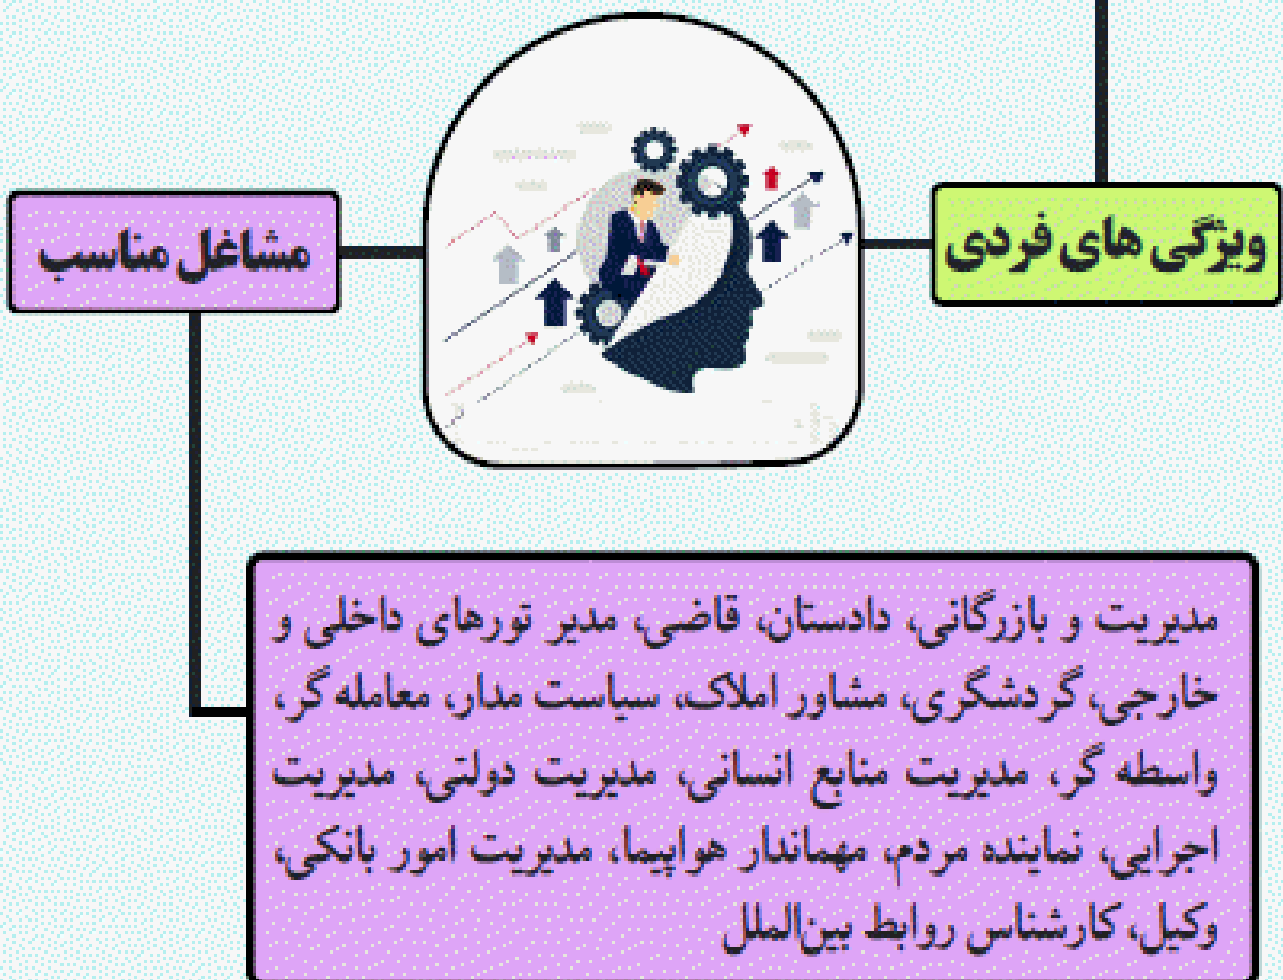 ویژگی های فردی
مشاغل مناسب
مدیریت و بازرگانی، دادستان، قاضی، مدیر تورهای داخلی و
خارجی، گردشگری، مشاور املاک، سیاست مدار، معامله گر،
واسطه گر، مدیریت منابع انسانی، مدیریت دولتی، مدیریت
اجرایی، نماینده مردم، مهماندار هواپیما، مدیریت امور بانکی،
وکیل، کارشناس روابط بین‌الملل